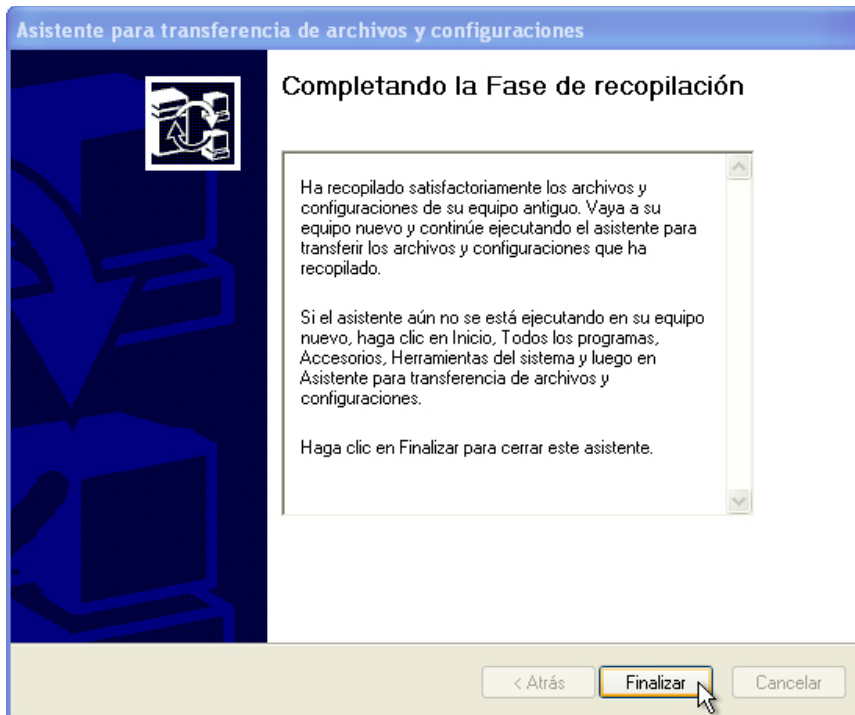 Asistente para transferencia de archivos y configuraciones
Completando la Fase de recopilación
Ha recopilado satisfactoriamente los archivos y
configuraciones de su equipo antiguo. Vaya a su
equipo nuevo y continúe ejecutando el asistente para
transferir los archivos y configuraciones que ha
recopilado.
Si el asistente aún no se está ejecutando en su equipo
nuevo, haga clic en Inicio, Todos los programas,
Accesorios, Herramientas del sistema y luego en
Asistente para transferencia de archivos y
configuraciones.
Haga clic en Finalizar para cerrar este asistente.
< Atrás Finalizar Cancelar